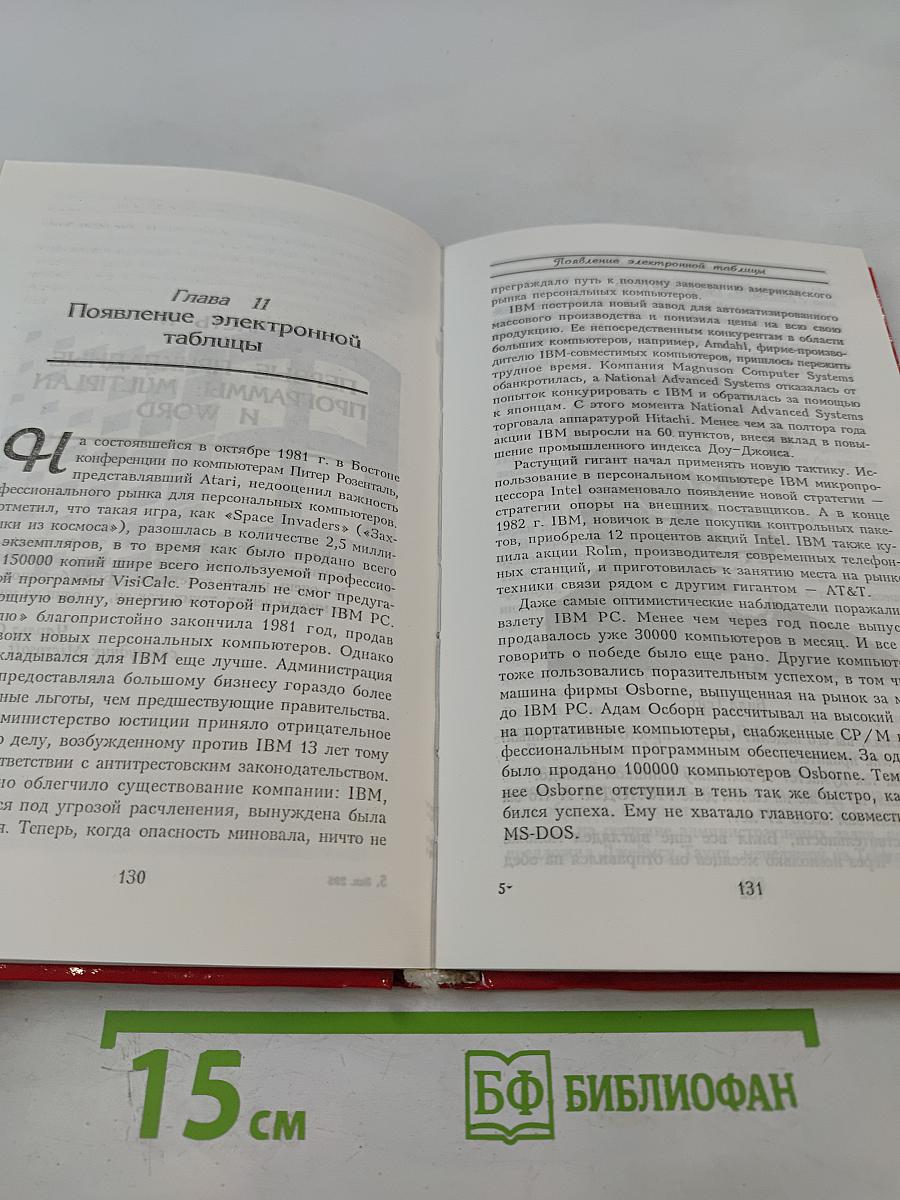 Глава 11
Появление электронной
таблицы
На состоявшейся в октябре 1981 г. в Бостоне
конференции по компьютерам Питер Розенталь,
представлявший Atari, недооценил важность
фессионального рынка для персональных компьютеров.
отметил, что такая игра, как «Space Invaders» («Зах-
ки из космоса»), разошлась в количестве 2,5 милли-
экземпляров, в то время как было продано всего
150000 копий шире всего используемой профессио-
ой программы VisiCalc. Розенталь не смог предуга-
ощную волну, энергию которой придаст IBM PC.
лю» благопристойно закончила 1981 год, продав
воих новых персональных компьютеров. Однако
кладывался для IBM еще лучше. Администрация
предоставляла большому бизнесу гораздо более
ные льготы, чем предшествующие правительства.
министерство юстиции приняло отрицательное
о делу, возбужденному против IBM 13 лет тому
тветствии с антитрестовским законодательством.
но облегчило существование компании: IBM,
ся под угрозой расчленения, вынуждена была
я. Теперь, когда опасность миновала, ничто не
130
Появление электронной таблицы
преграждало путь к полному завоеванию американского
рынка персональных компьютеров.
IBM построила новый завод для автоматизированного
массового производства и понизила цены на всю свою
продукцию. Ее непосредственным конкурентам в области
больших компьютеров, например, Amdahl, фирме-произво-
дителю IBM-совместимых компьютеров, пришлось пережить
трудное время. Компания Magnuson Computer Systems
обанкротилась, а National Advanced Systems отказалась от
попыток конкурировать с IBM и обратилась за помощью
к японцам. С этого момента National Advanced Systems
торговала аппаратурой Hitachi. Менее чем за полтора года
акции IBM выросли на 60 пунктов, внеся вклад в повы-
шение промышленного индекса Доу—Джонса.
Растущий гигант начал применять новую тактику. Ис-
пользование в персональном компьютере IBM микропро-
цессора Intel ознаменовало появление новой стратегии —
стратегии опоры на внешних поставщиков. А в конце
1982 г. IBM, новичок в деле покупки контрольных паке-
тов, приобрела 12 процентов акций Intel. IBM также ку-
пила акции Rolm, производителя современных телефон-
ных станций, и приготовилась к занятию места на рынке
техники связи рядом с другим гигантом — AT&T.
Даже самые оптимистические наблюдатели поражали
взлету IBM PC. Менее чем через год после выпус
продавалось уже 30000 компьютеров в месяц. И все
говорить о победе было еще рано. Другие компьюте
тоже пользовались поразительным успехом, в том чи
машина фирмы Osborne, выпущенная на рынок за м
до IBM PC. Адам Осборн рассчитывал на высокий
на портативные компьютеры, снабженные CP/M и
фессиональным программным обеспечением. За од
было продано 100000 компьютеров Osborne. Тем
нее Osborne отступил в тень так же быстро, ка
бился успеха. Ему не хватало главного: совмести
MS-DOS.
5*
131
15 см
БФ БИБЛИОФАН